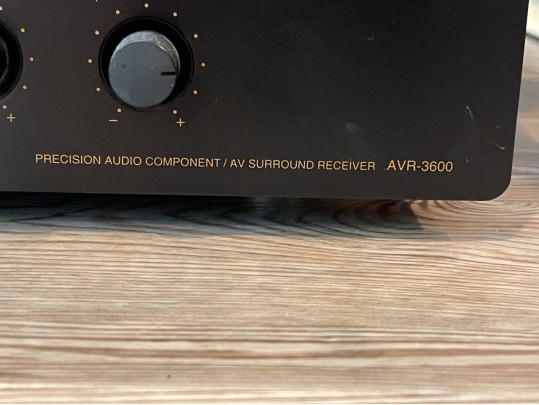 + − +
PRECISION AUDIO COMPONENT / AV SURROUND RECEIVER AVR-3600